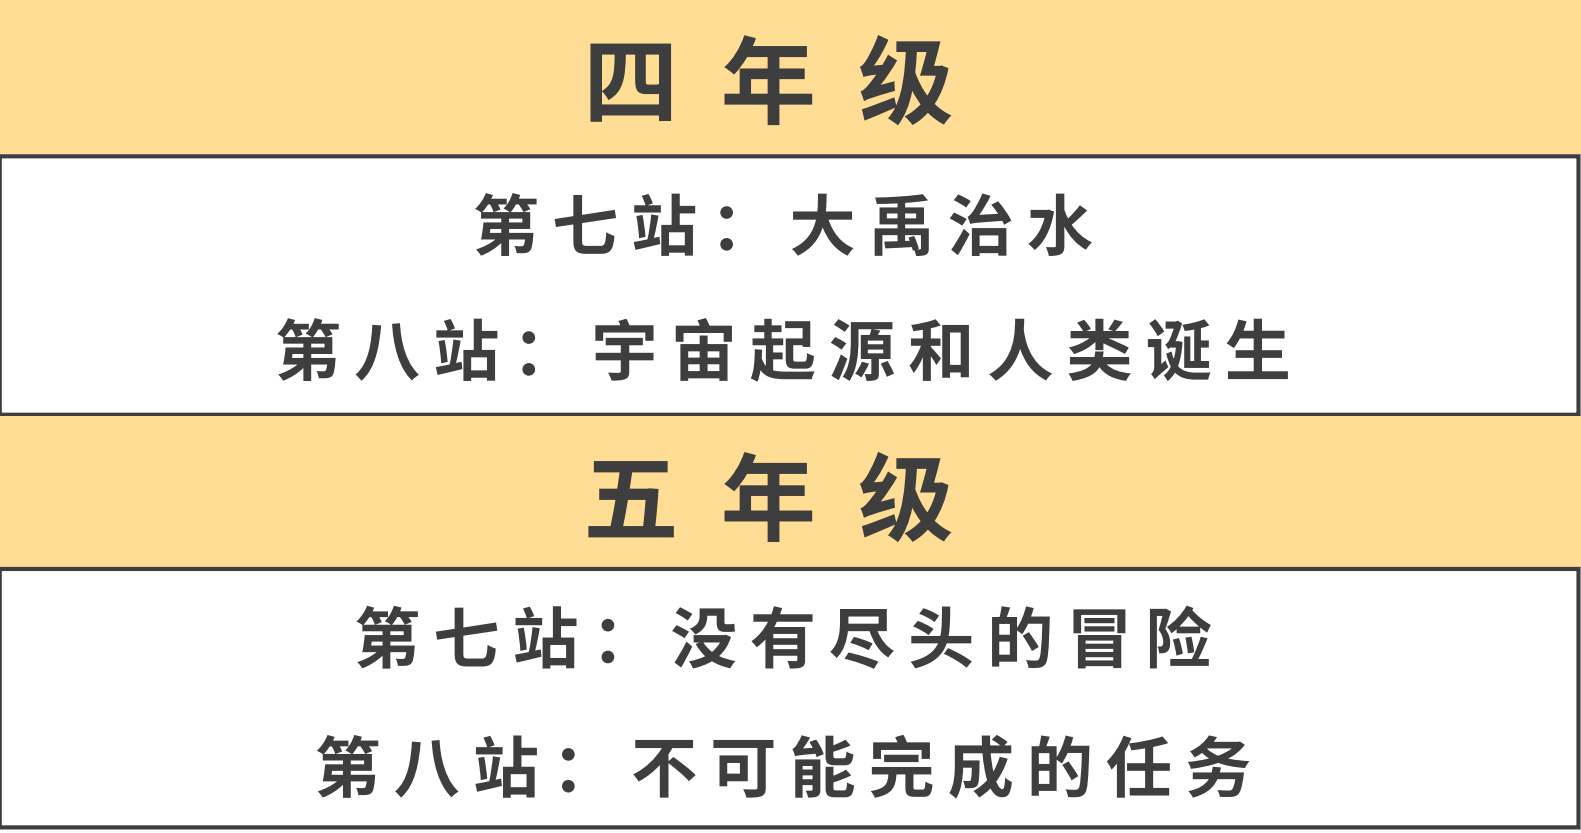 四年级
第七站：大禹治水
第八站：宇宙起源和人类诞生
五年级
第七站：没有尽头的冒险
第八站：不可能完成的任务